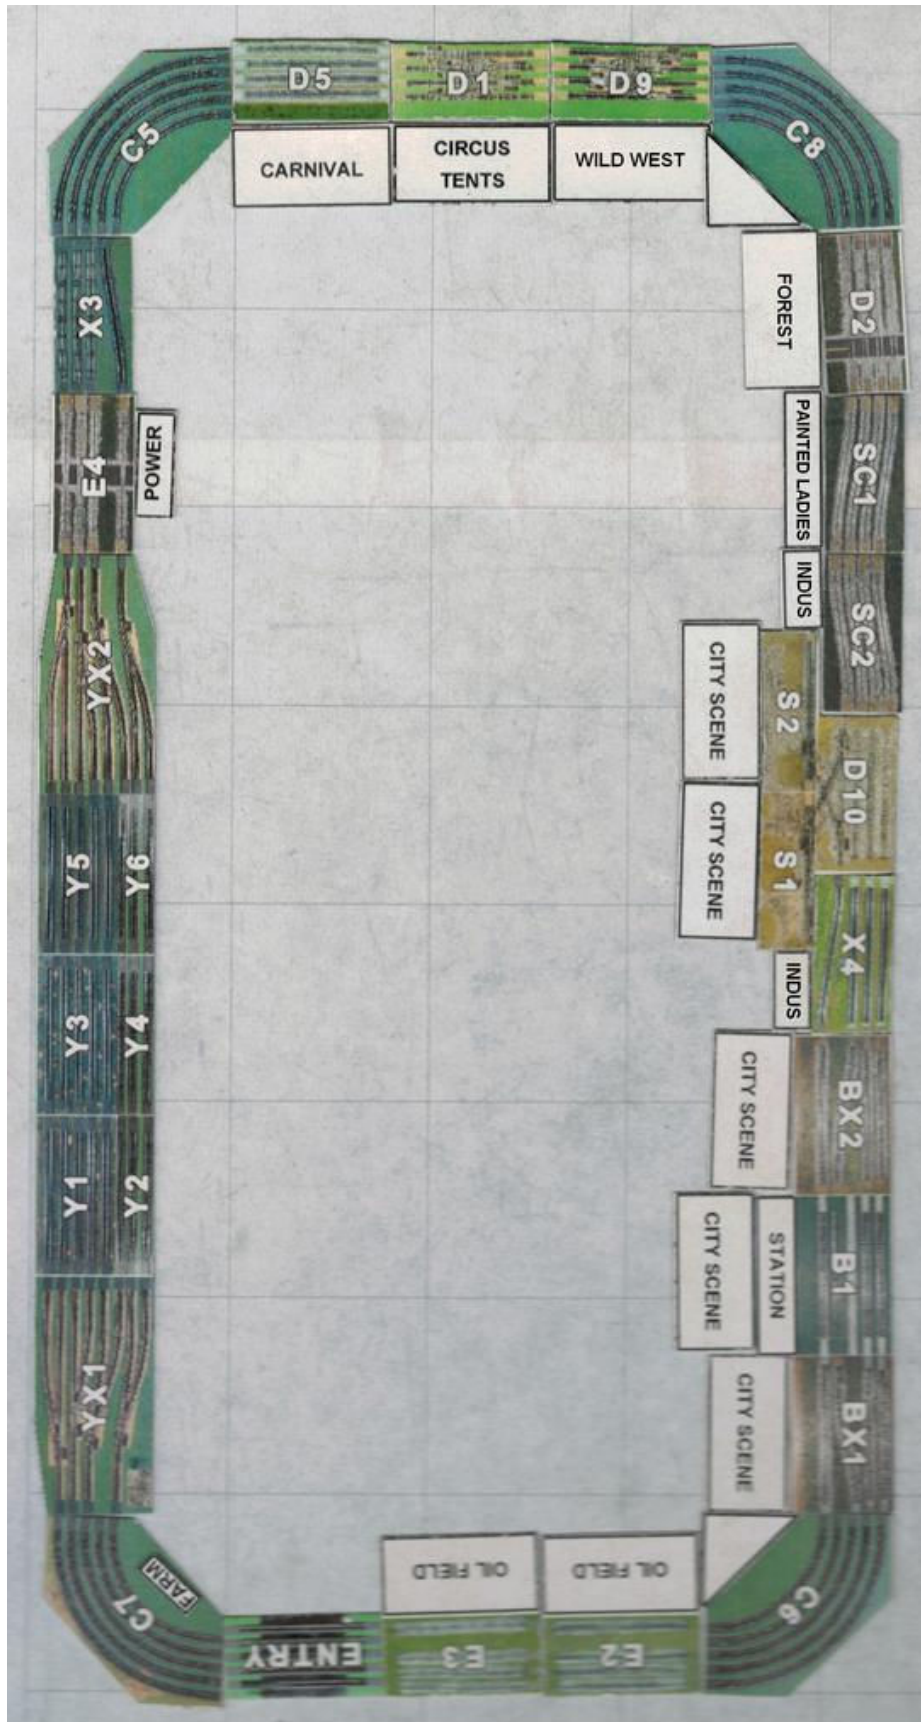 D5
D1
D9
C5
C8
CARNIVAL
CIRCUS
TENTS
WILD WEST
X3
FOREST
D2
E4
POWER
PAINTED LADIES
SC1
INDUS
SC2
YX2
CITY SCENE
S 2
D10
Y5
Y6
CITY SCENE
S 1
X4
INDUS
Y3
Y4
CITY SCENE
BX2
Y1
Y2
CITY SCENE
STATION
B1
YX1
CITY SCENE
BX1
FARM
C7
OIL FIELD
OIL FIELD
C6
ENTRY
E3
E2